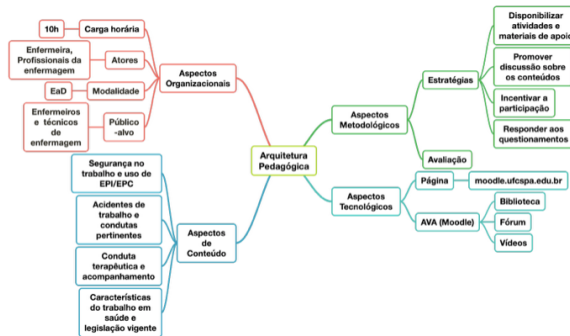 10h
Carga horária
Enfermeira,
Profissionais da
enfermagem
Atores
EaD
Modalidade
Enfermeiros
e técnicos
de
enfermagem
Público
-alvo
Aspectos
Organizacionais
Segurança no
trabalho e uso de
EPI/EPC
Acidentes de
trabalho e
condutas
pertinentes
Conduta
terapêutica e
acompanhamento
Características
do trabalho em
saúde e
legislação vigente
Aspectos
de
Conteúdo
Arquitetura
Pedagógica
Aspectos
Metodológicos
Estratégias
Disponibilizar
atividades e
materiais de apoio
Promover
discussão sobre
os conteúdos
Incentivar a
participação
Responder aos
questionamentos
Avaliação
Aspectos
Tecnológicos
Página
moodle.ufcspa.edu.br
AVA (Moodle)
Biblioteca
Fórum
Vídeos